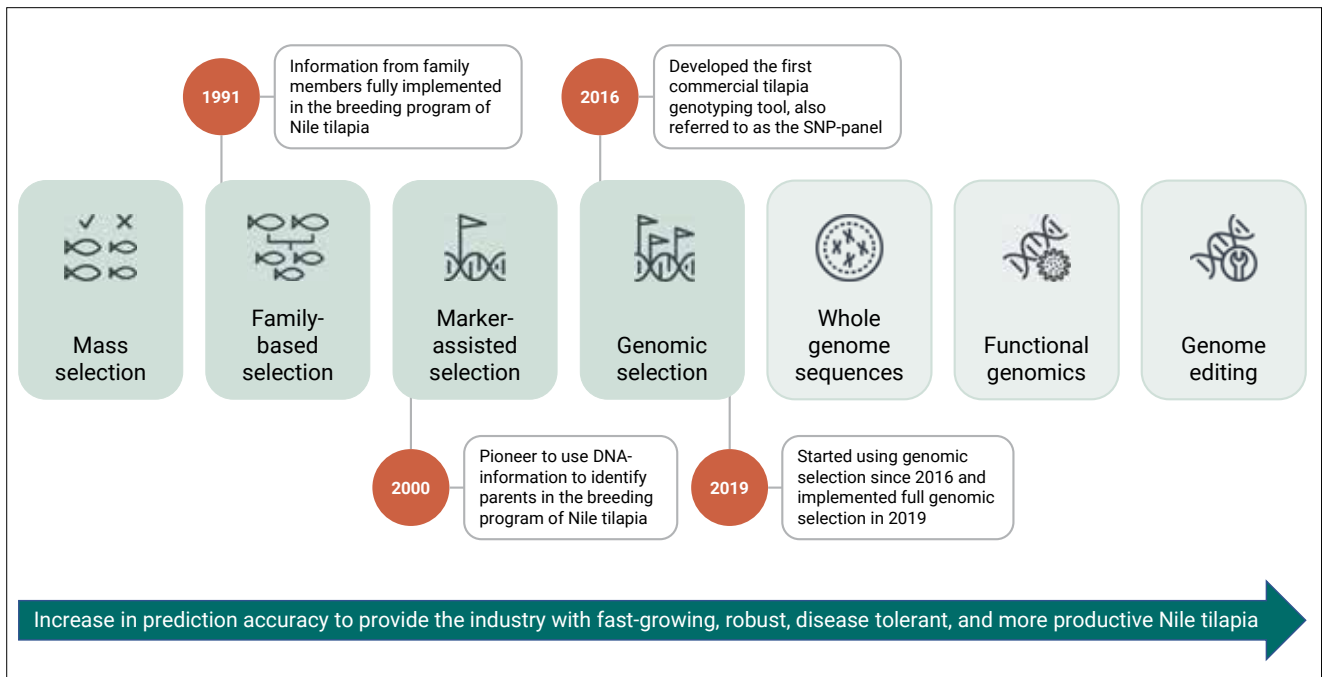 1991
Information from family
members fully implemented
in the breeding program of
Nile tilapia
2016
Developed the first
commercial tilapia
genotyping tool, also
referred to as the SNP-panel
Mass
selection
Family-
based
selection
Marker-
assisted
selection
Genomic
selection
Whole
genome
sequences
Functional
genomics
Genome
editing
2000
Pioneer to use DNA-
information to identify
parents in the breeding
program of Nile tilapia
2019
Started using genomic
selection since 2016 and
implemented full genomic
selection in 2019
Increase in prediction accuracy to provide the industry with fast-growing, robust, disease tolerant, and more productive Nile tilapia